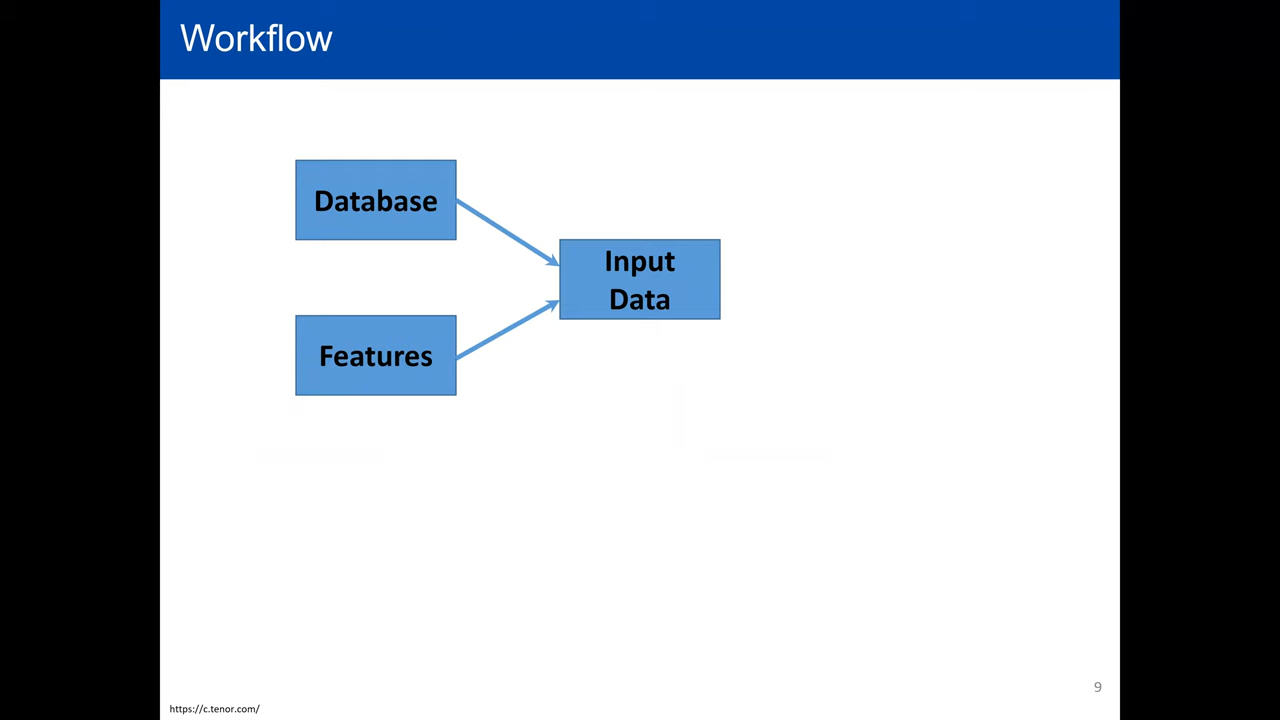 Workflow
Database
Input
Data
Features
9
https://c.tenor.com/